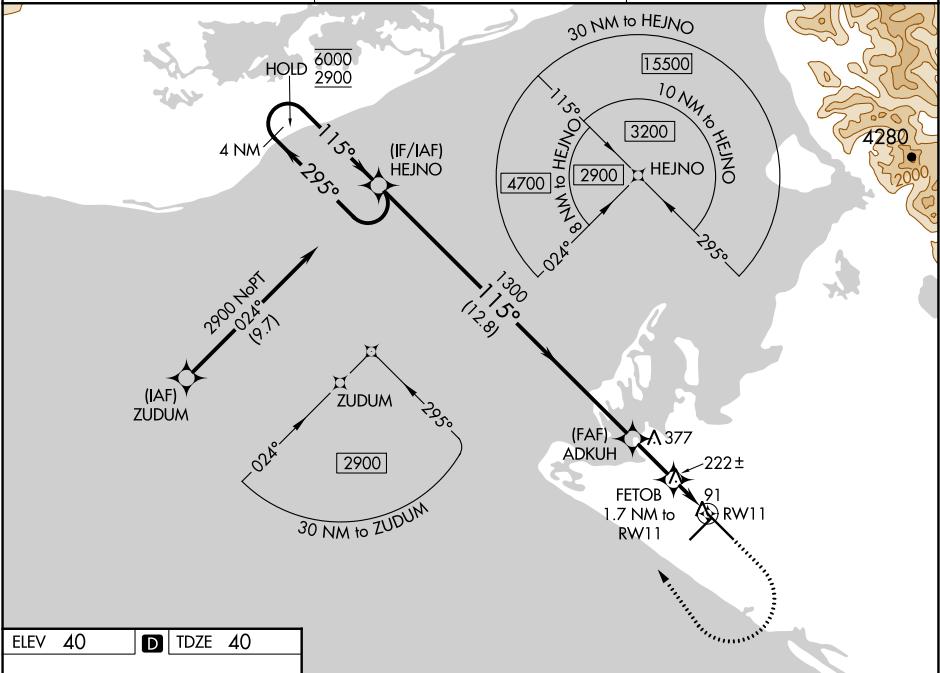 30 NM to HEJNO
15500
115°
10 NM to HEJNO
3200
8 NM to HEJNO
4700
2900
HEJNO
024°
295°
HOLD
6000
2900
4 NM
115°
295°
(IF/IAF)
HEJNO
4280
2000
2900 NoPT
024°
(9.7)
(IAF)
ZUDUM
1300
115°
(12.8)
ZUDUM
024°
295°
2900
30 NM to ZUDUM
(FAF)
ADKUH
377
222±
FETOB
1.7 NM to
RW11
91
RW11
ELEV 40 D TDZE 40